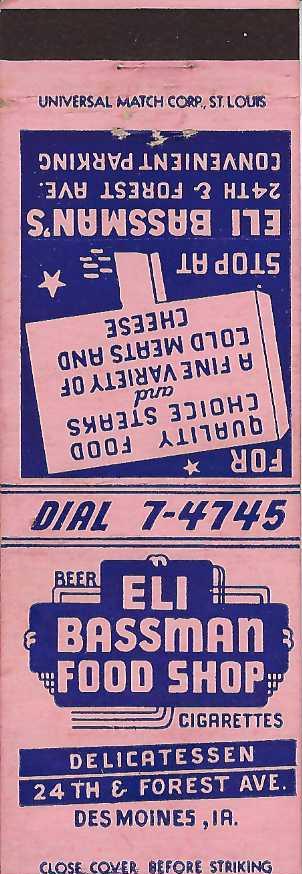 UNIVERSAL MATCH CORP., ST. LOUIS
FOR
QUALITY FOOD
CHOICE STEAKS
and
A FINE VARIETY OF
COLD MEATS AND
CHEESE
STOP AT
ELI BASSMAN'S
24TH & FOREST AVE.
CONVENIENT PARKING
DIAL 7-4745
BEER
ELI
BASSMAN
FOOD SHOP
CIGARETTES
DELICATESSEN
24TH & FOREST AVE.
DES MOINES, IA.
CLOSE COVER BEFORE STRIKING